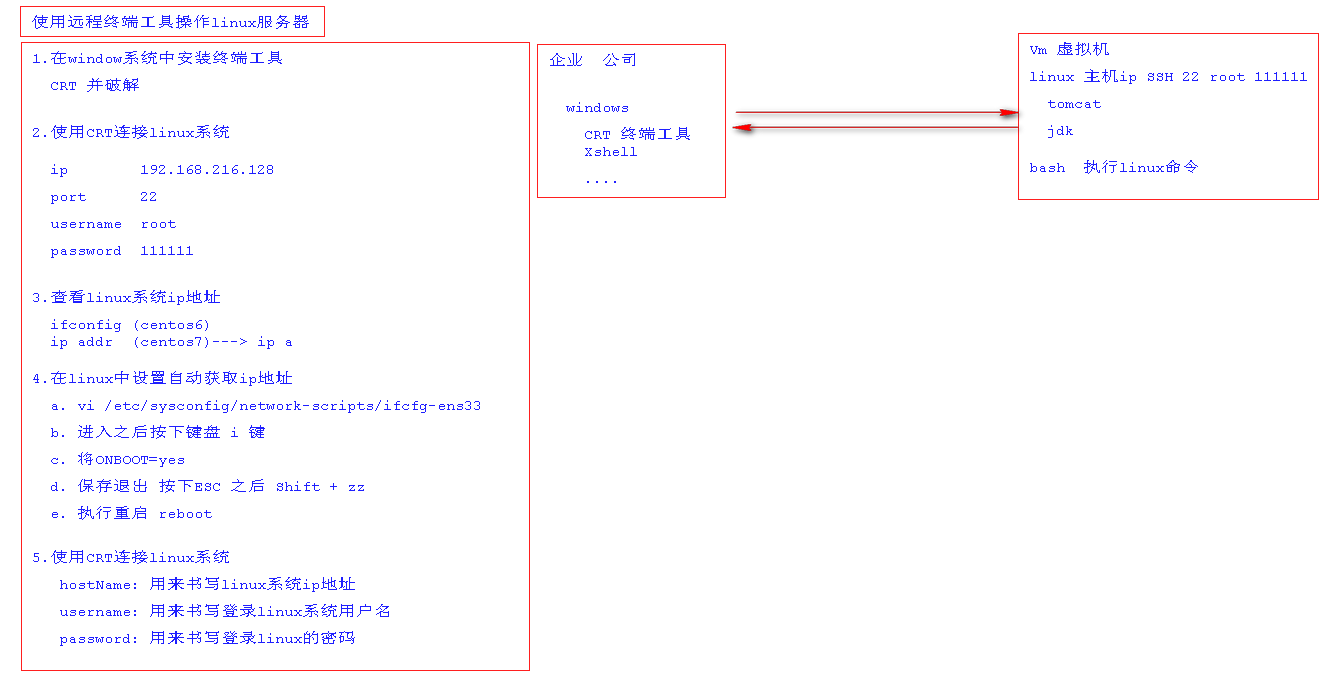 使用远程终端工具操作linux服务器
1.在window系统中安装终端工具
CRT 并破解
2.使用CRT连接linux系统
ip 192.168.216.128
port 22
username root
password 111111
3.查看linux系统ip地址
ifconfig (centos6)
ip addr (centos7)---> ip a
4.在linux中设置自动获取ip地址
a. vi /etc/sysconfig/network-scripts/ifcfg-ens33
b. 进入之后按下键盘 i 键
c. 将ONBOOT=yes
d. 保存退出 按下ESC 之后 Shift + zz
e. 执行重启 reboot
5.使用CRT连接linux系统
hostName: 用来书写linux系统ip地址
username: 用来书写登录linux系统用户名
password: 用来书写登录linux的密码
企业 公司
windows
CRT 终端工具
Xshell
....
Vm 虚拟机
linux 主机ip SSH 22 root 111111
tomcat
jdk
bash 执行linux命令